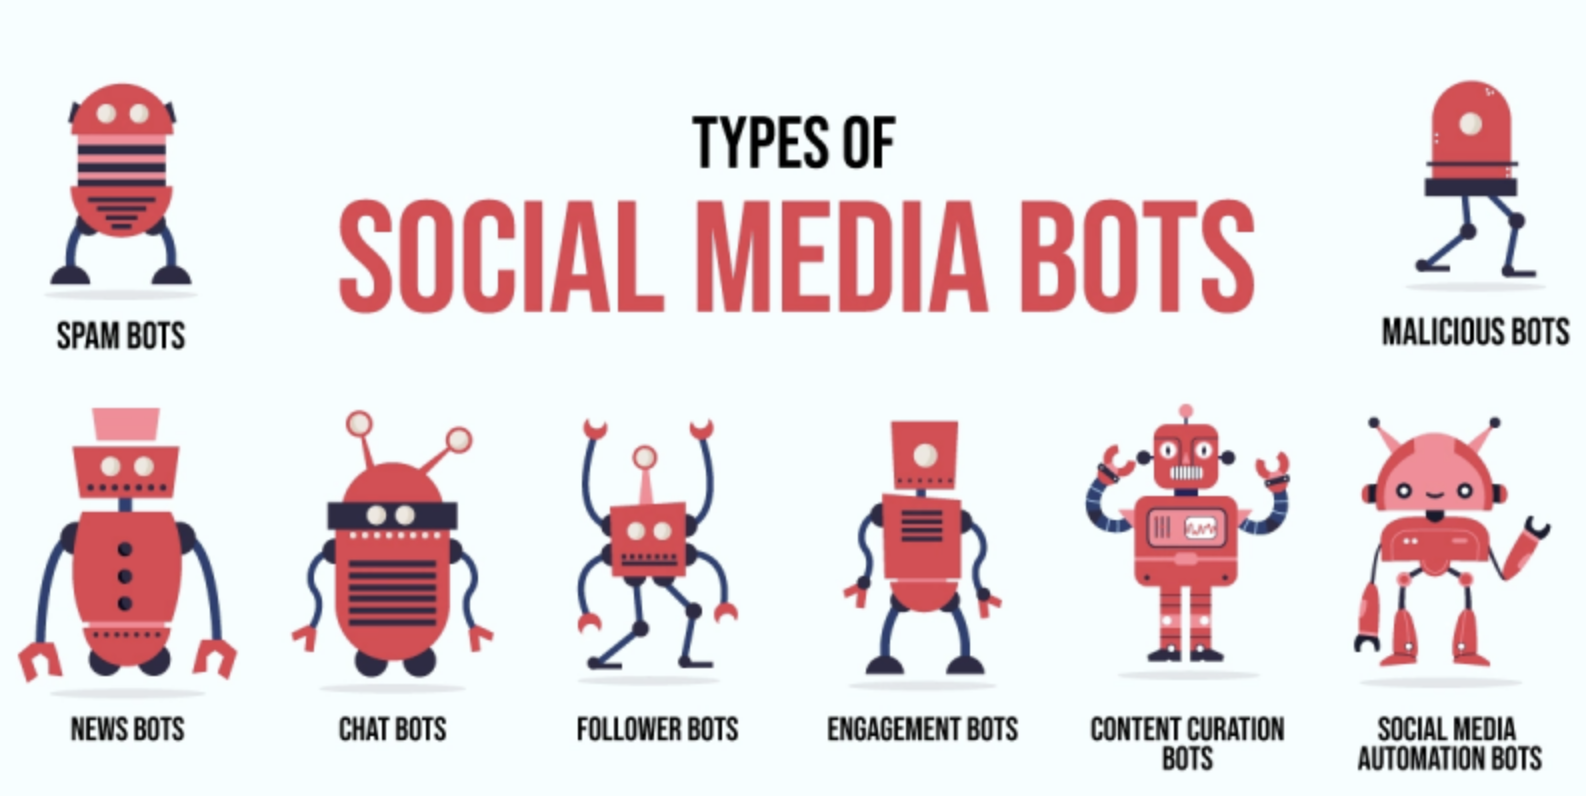 TYPES OF
SOCIAL MEDIA BOTS
SPAM BOTS
MALICIOUS BOTS
NEWS BOTS
CHAT BOTS
FOLLOWER BOTS
ENGAGEMENT BOTS
CONTENT CURATION
BOTS
SOCIAL MEDIA
AUTOMATION BOTS